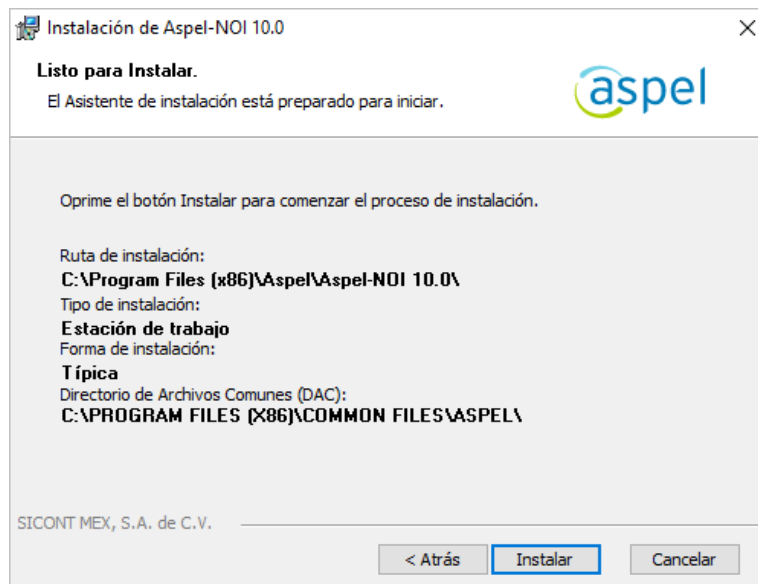 Instalación de Aspel-NOI 10.0
Listo para Instalar.
El Asistente de instalación está preparado para iniciar.
aspel
Oprime el botón Instalar para comenzar el proceso de instalación.
Ruta de instalación:
C:\Program Files (x86)\Aspel\Aspel-NOI 10.0\
Tipo de instalación:
Estación de trabajo
Forma de instalación:
Típica
Directorio de Archivos Comunes (DAC):
C:\PROGRAM FILES (X86)\COMMON FILES\ASPEL\
SICONT MEX, S.A. de C.V.
< Atrás Instalar Cancelar